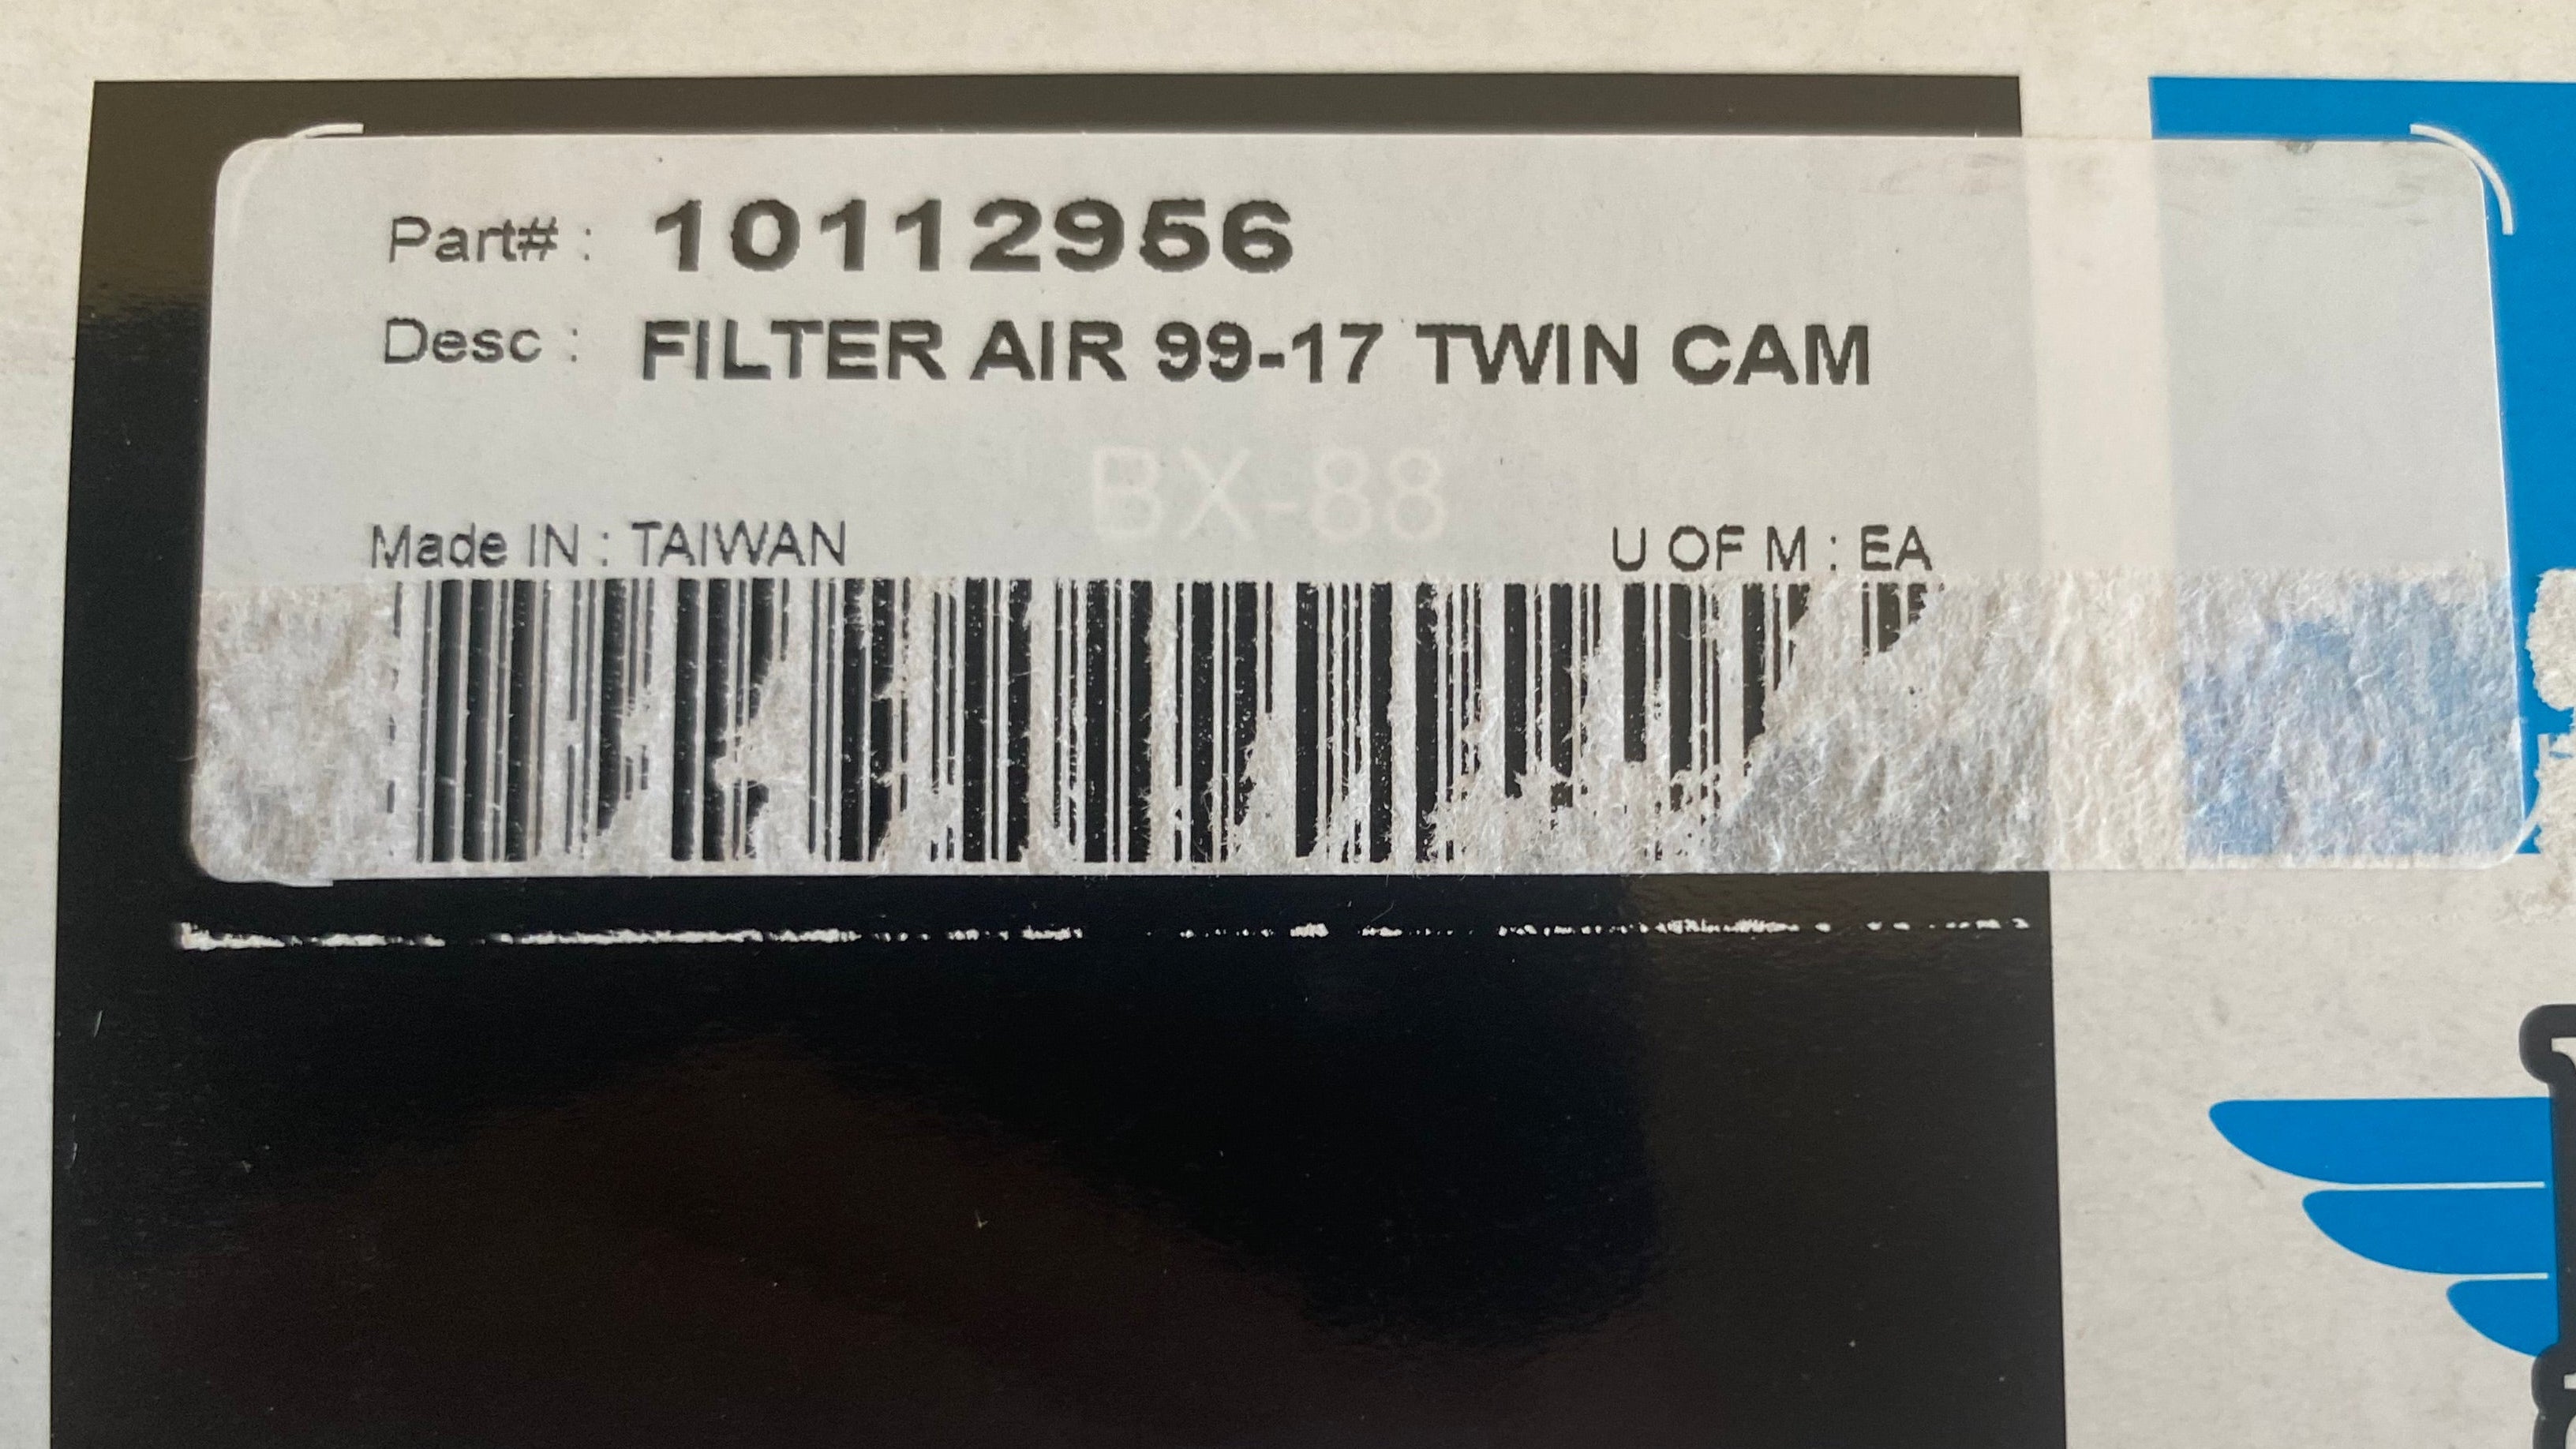 Part# : 10112956
Desc : FILTER AIR 99-17 TWIN CAM
BX-88
Made IN : TAIWAN U OF M : EA